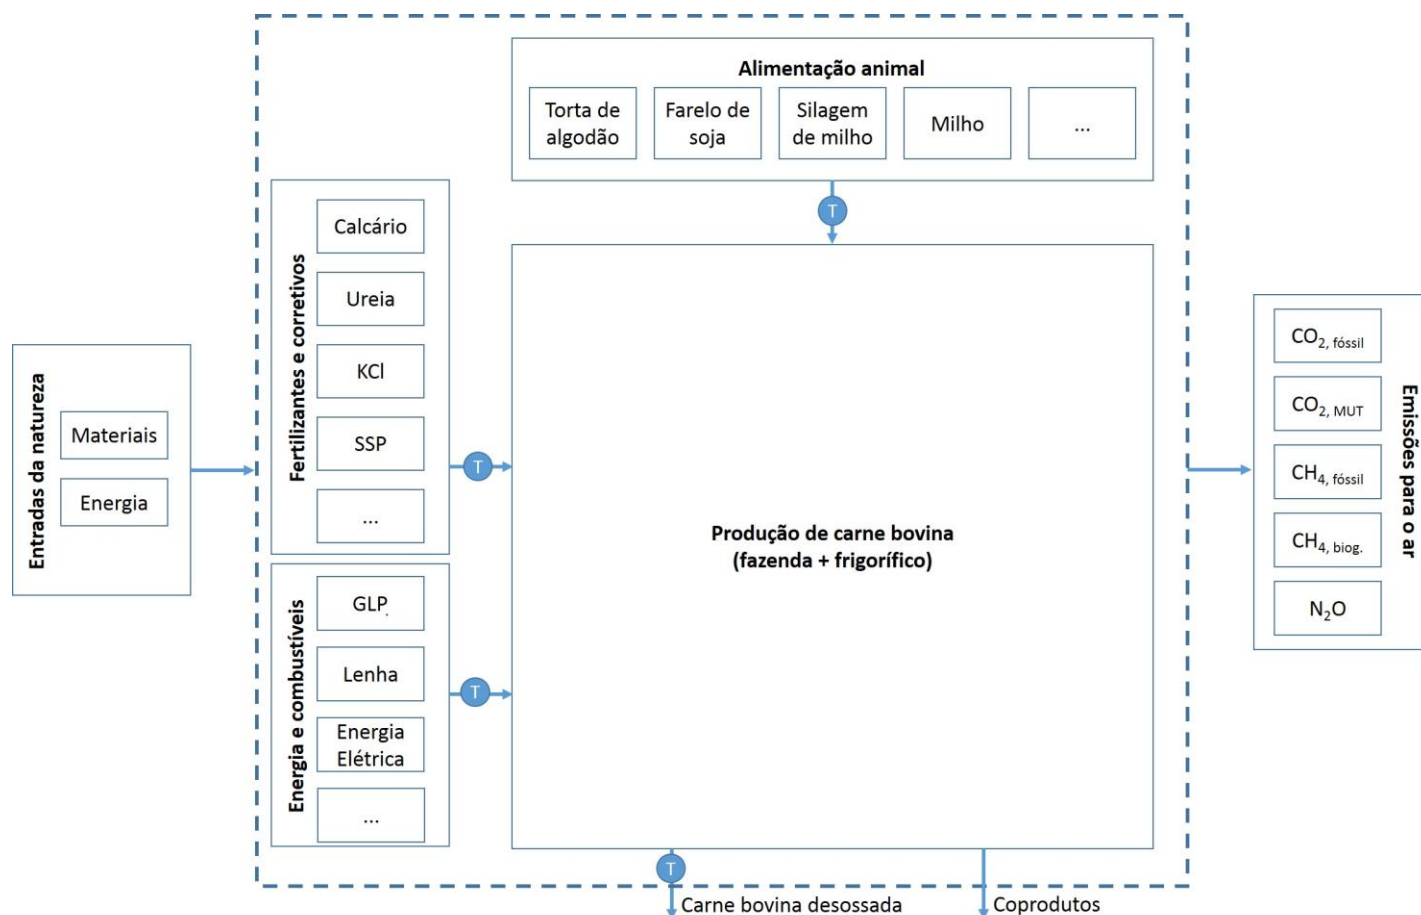 Alimentação animal
Torta de
algodão
Farelo de
soja
Silagem
de milho
Milho
...
T
Entradas da natureza
Materiais
Energia
Fertilizantes e corretivos
Calcário
Ureia
KCl
SSP
...
T
Energia e combustíveis
GLP.
Lenha
Energia
Elétrica
...
T
Produção de carne bovina
(fazenda + frigorífico)
T
Carne bovina desossada
Coprodutos
CO2, fóssil
CO2, MUT
CH4, fóssil
CH4, biog.
N2O
Emissões para o ar